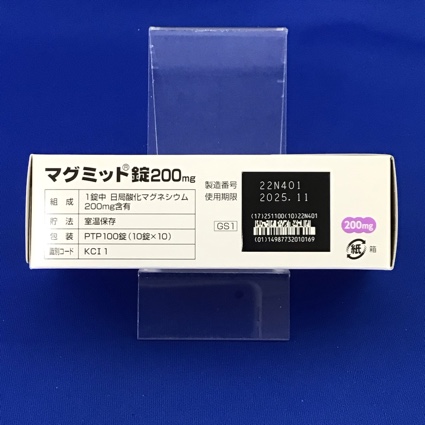 マグミット®錠200mg
組成 1錠中 日局酸化マグネシウム
200mg含有
貯法 室温保存
包装 PTP100錠(10錠×10)
識別コード KCI 1
製造番号 22N401
使用期限 2025.11
GS1
(17)251100(10)22N401
(01)14987732010169
200mg
紙 箱